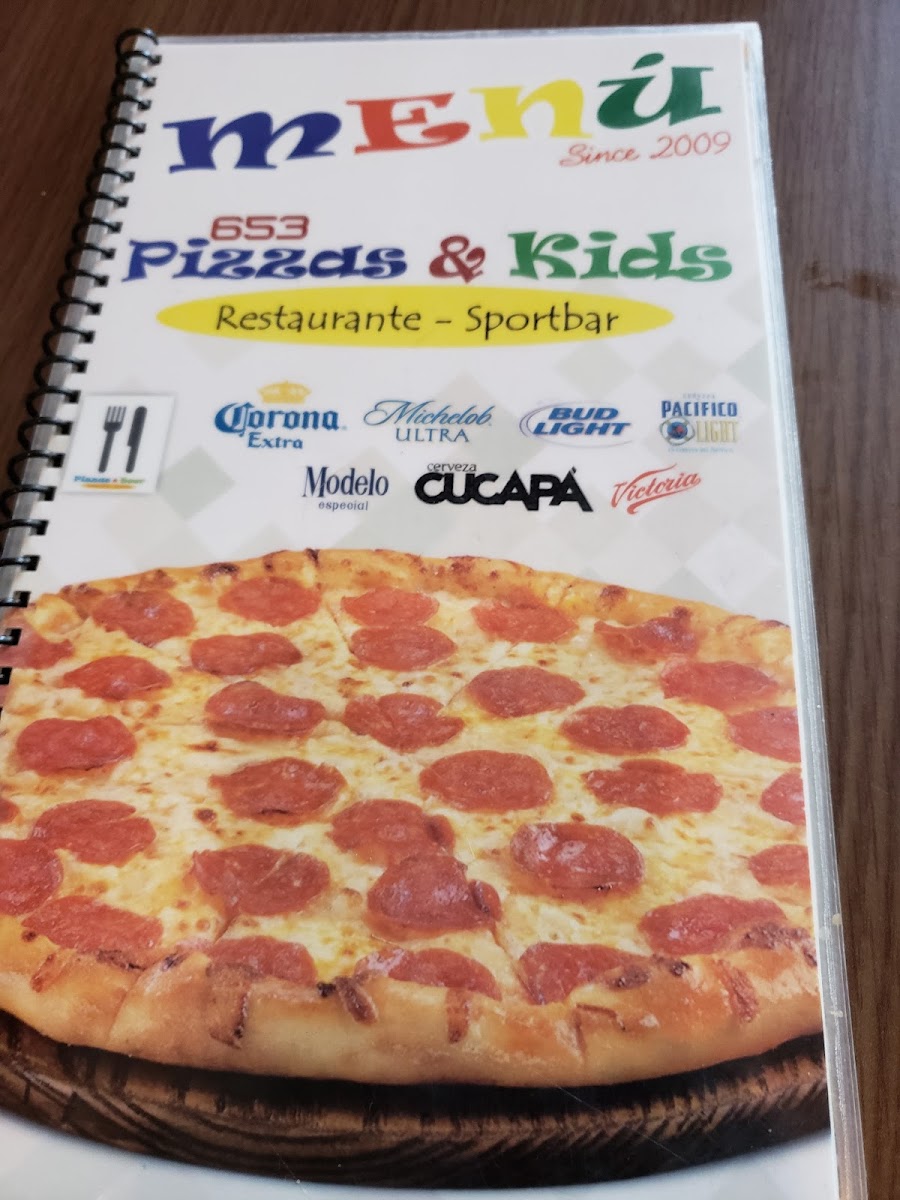 mEnú
Since 2009
653
Pizzas & Kids
Restaurante - Sportbar
Corona
Extra
Michelob
ULTRA
BUD
LIGHT
PACIFICO
LIGHT
Modelo
especial
cerveza
CUCAPÁ
Victoria